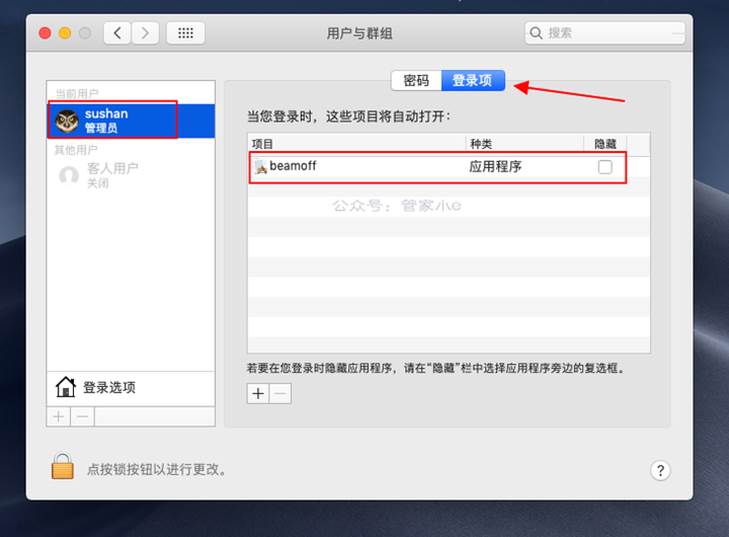 用户与群组
搜索
当前用户
sushan
管理员
其他用户
客人用户
关闭
登录选项
密码
登录项
当您登录时，这些项目将自动打开：
项目 种类 隐藏
beamoff 应用程序
公众号：管家小e
若要在您登录时隐藏应用程序，请在“隐藏”栏中选择应用程序旁边的复选框。
点按锁按钮以进行更改。
?